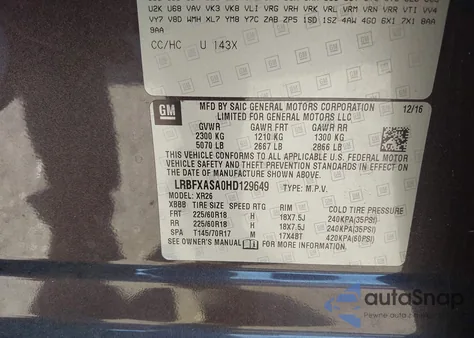 U2K U68 VAV VK3 VK8 VLI VRG VRH VRK VRL VRM VRN VRR VTI VV4
VY7 V8D WMH XL7 YM8 Y7C ZAB ZP5 1SD 1SZ 4AW 4GO 6X1 7X1 8AA
9AA
CC/HC U 143X
GM MFD BY SAIC GENERAL MOTORS CORPORATION 12/16
LIMITED FOR GENERAL MOTORS LLC
GVWR GAWR FRT GAWR RR
2300 KG 1210 KG 1300 KG
5070 LB 2667 LB 2866 LB
THIS VEHICLE CONFORMS TO ALL APPLICABLE U.S. FEDERAL
MOTOR VEHICLE SAFETY AND THEFT PREVENTION
STANDARDS IN EFFECT ON THE
DATE OF MANUFACTURE SHOWN ABOVE.
LRBFXASA0HD129649 TYPE: M.P.V.
MODEL: XR26
XBBB TIRE SIZE SPEED RTG RIM COLD TIRE PRESSURE
FRT 225/60R18 H 18X7.5J 240KPA(35PSI)
RR 225/60R18 H 18X7.5J 240KPA(35PSI)
SPA T145/70R17 M 17X4BT 420KPA(60PSI)
SEE OWNER'S MANUAL FOR MORE INFORMATION.
autoSnap